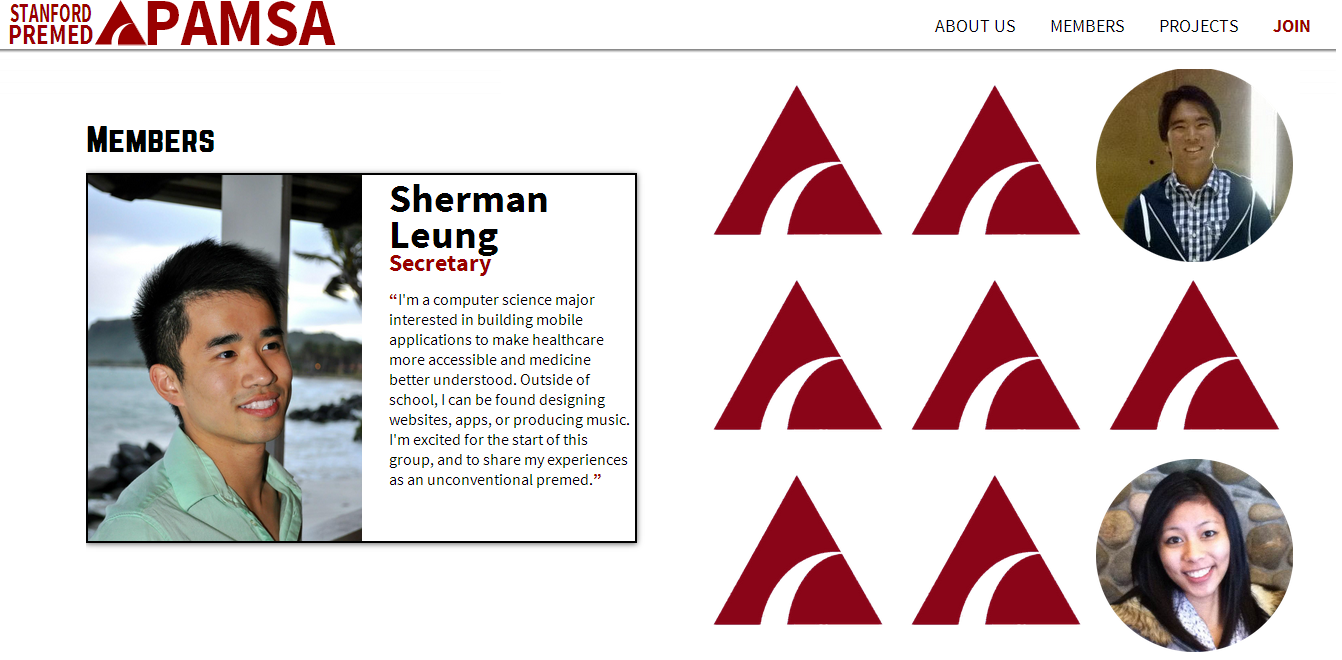 STANFORD
PREMED
PAMSA
ABOUT US
MEMBERS
PROJECTS
JOIN
MEMBERS
Sherman
Leung
Secretary
“I'm a computer science major
interested in building mobile
applications to make healthcare
more accessible and medicine
better understood. Outside of
school, I can be found designing
websites, apps, or producing music.
I'm excited for the start of this
group, and to share my experiences
as an unconventional premed.”